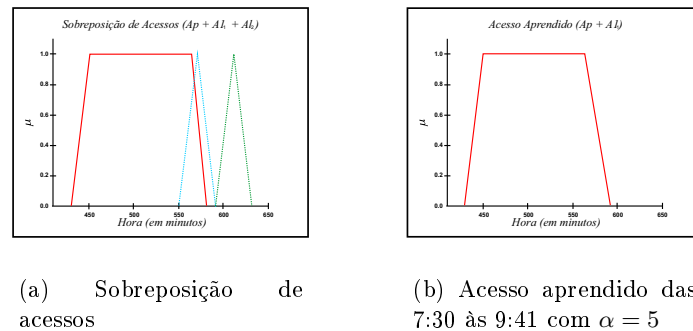 Sobreposição de Acessos (Ap + Al₁ + Al₂)
1.0
0.8
0.6
0.4
0.2
0.0
μ
450 500 550 600 650
Hora (em minutos)
(a) Sobreposição de
acessos
Acesso Aprendido (Ap + Al₁)
1.0
0.8
0.6
0.4
0.2
0.0
μ
450 500 550 600 650
Hora (em minutos)
(b) Acesso aprendido das
7:30 às 9:41 com α = 5